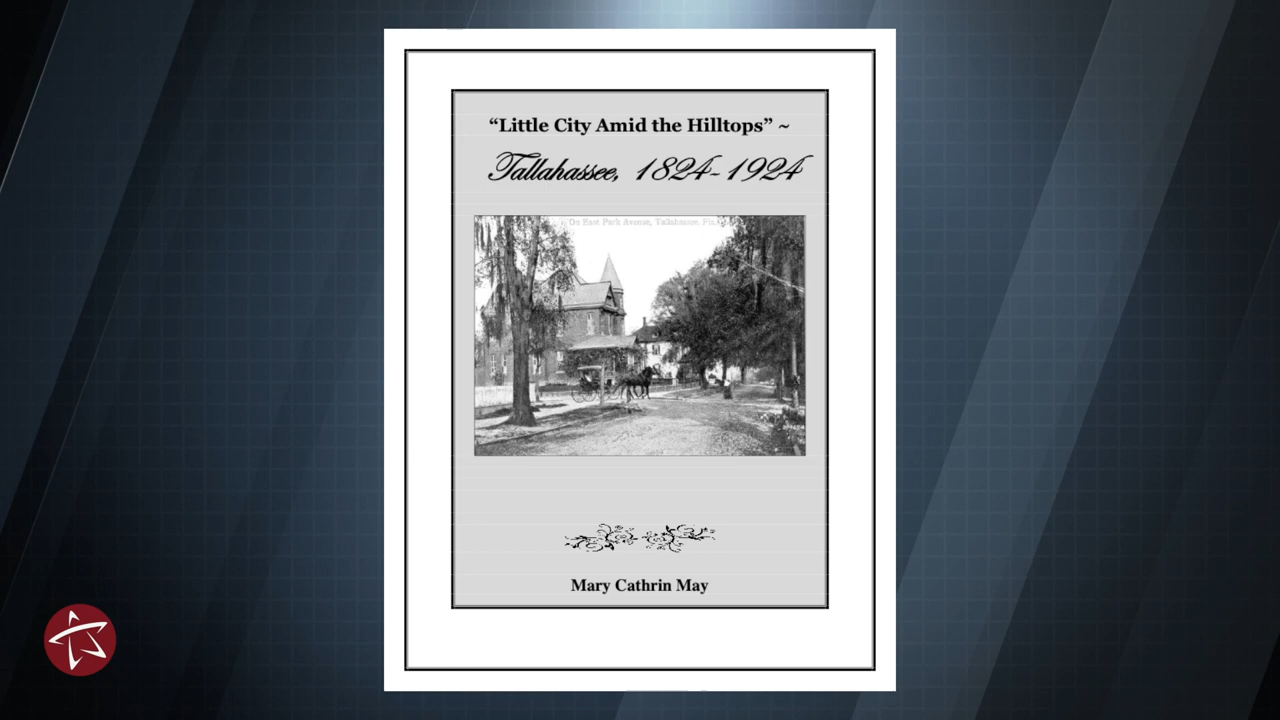 “Little City Amid the Hilltops” ~
Tallahassee, 1824-1924
On East Park Avenue, Tallahassee, Fla.
Mary Cathrin May